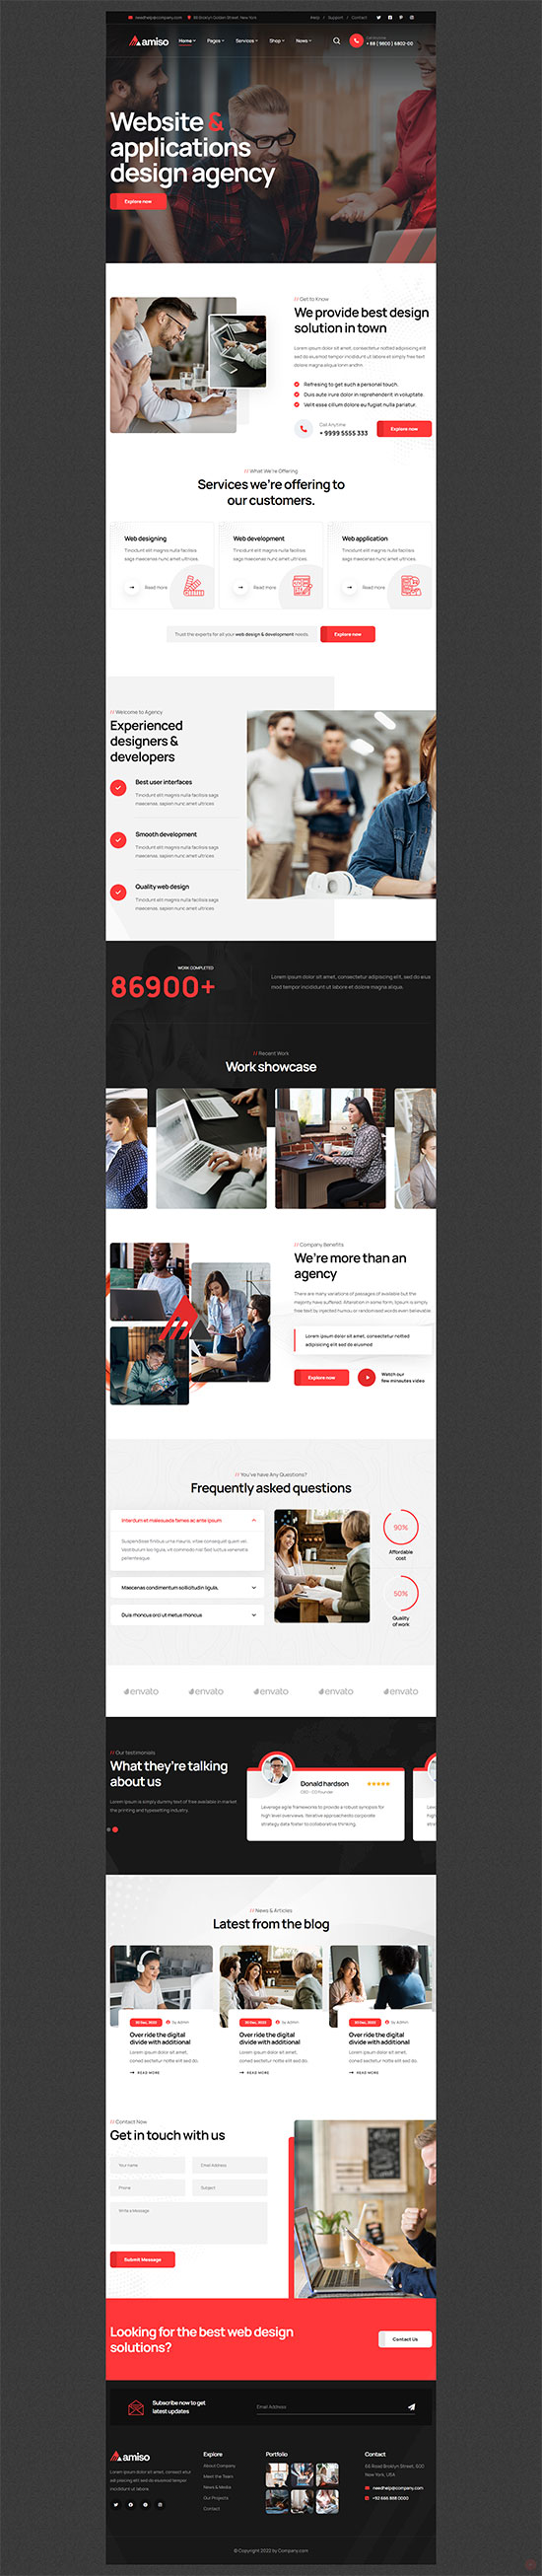 needhelp@company.com
88 Broklyn Golden Street, New York
Help / Support / Contact
amiso
Home
Pages
Services
Shop
News
+ 88 ( 9800 ) 6802-00
Website &
applications
design agency
Explore now
// Get to Know
We provide best design
solution in town
Lorem ipsum dolor sit amet, consectetur notted adipisicing elit
sed do eiusmod tempor incididunt ut labore et simply free text
dolore magna aliqua lonm andhn
Refresing to get such a personal touch.
Duis aute irure dolor in reprehenderit in voluptate.
Velit esse cillum dolore eu fugiat nulla pariatur.
Call Anytime
+ 9999 5555 333
Explore now
// What We're Offering
Services we're offering to
our customers.
Web designing
Tincidunt elit magnis nulla facilisis
sagis maecenas nunc amet ultrices
Read more
Web development
Tincidunt elit magnis nulla facilisis
sagis maecenas nunc amet ultrices
Read more
Web application
Tincidunt elit magnis nulla facilisis
sagis maecenas nunc amet ultrices
Read more
Trust the experts for all your web design & development needs.
Explore now
// Welcome to Agency
Experienced
designers &
developers
Best user interfaces
Tincidunt elit magnis nulla facilisis sagis
maecenas. sapien nunc amet ultrices
Smooth development
Tincidunt elit magnis nulla facilisis sagis
maecenas. sapien nunc amet ultrices
Quality web design
Tincidunt elit magnis nulla facilisis sagis
maecenas. sapien nunc amet ultrices
WORK COMPLETED
86900+
Lorem ipsum dolor sit amet, consectetur adipiscing elit, sed do eius
mod tempor incididunt ut labore et dolore magna aliqua.
// Recent Work
Work showcase
// Company Benefits
We're more than an
agency
There are many variations of passages of available but the
majority have suffered. Alteration in some form, lipsum is simply
free text by injected humou or randomised words even believable.
Lorem ipsum dolor sit amet, consectetur notted
adipisicing elit sed do eiusmod
Explore now
Watch our
few minautes video
// You've have Any Questions?
Frequently asked questions
Interdum et malesuada fames ac ante ipsum
Suspendisse finibus urna mauris, vitae consequat quam vel.
Vestibulum leo ligula, vit commodo nisl Sed luctus venenatis
pellentesque.
Maecenas condimentum sollicitudin ligula,
Duis rhoncus orci ut metus rhoncus
90%
Affordable
cost
50%
Quality
of work
envato
envato
envato
envato
envato
// Our testimonials
What they're talking
about us
Lorem ipsum is simply dummy text of free available in market
the printing and typesetting industry.
Donald hardson
CEO - CO Founder
Leverage agile frameworks to provide a robust synopsis for
high level overviews. Iterative approaches to corporate
strategy data foster to collaborative thinking.
// News & Articles
Latest from the blog
by Admin
Over ride the digital
divide with additional
Lorem ipsum dolor sit amet,
conecl sectetur notte elit sed do.
READ MORE
by Admin
Over ride the digital
divide with additional
Lorem ipsum dolor sit amet,
conecl sectetur notte elit sed do.
READ MORE
by Admin
Over ride the digital
divide with additional
Lorem ipsum dolor sit amet,
conecl sectetur notte elit sed do.
READ MORE
// Contact Now
Get in touch with us
Your name
Email Address
Phone
Subject
Write a Message
Submit Message
Looking for the best web design
solutions?
Contact Us
Subscribe now to get
latest updates
Email Address
amiso
Lorem ipsum dolor sit amet, consect etur
adi pisicing elit sed do eiusmod tempor
incididunt ut labore.
Explore
About Company
Meet the Team
News & Media
Our Projects
Contact
Portfolio
Contact
88 Road Broklyn Street, 600
New York, USA
needhelp@company.com
+92 666 888 0000
© Copyright 2022 by Company.com